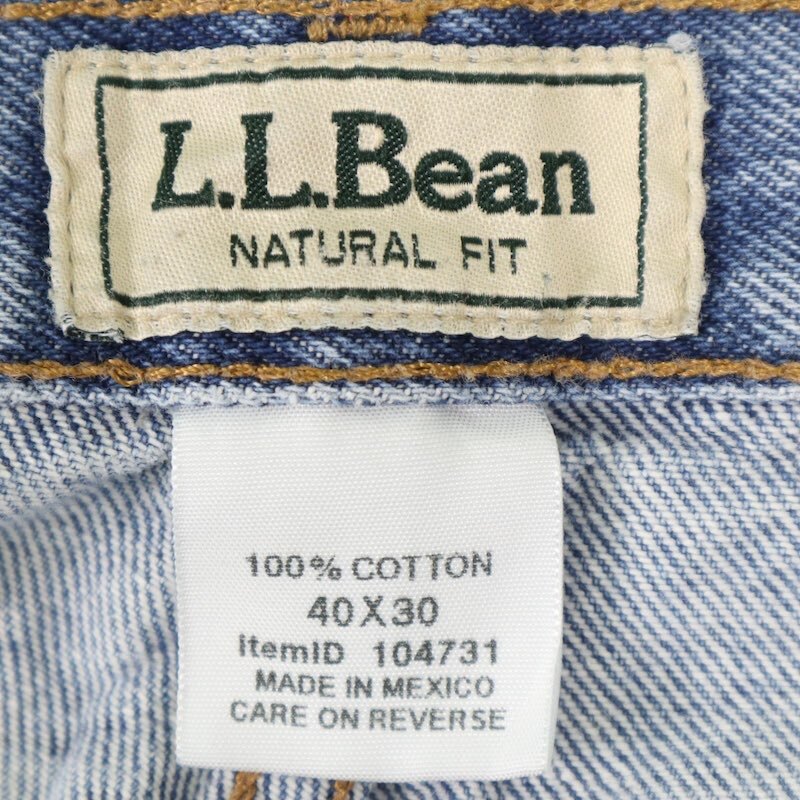 L.L.Bean
NATURAL FIT
100% COTTON
40X30
ItemID 104731
MADE IN MEXICO
CARE ON REVERSE